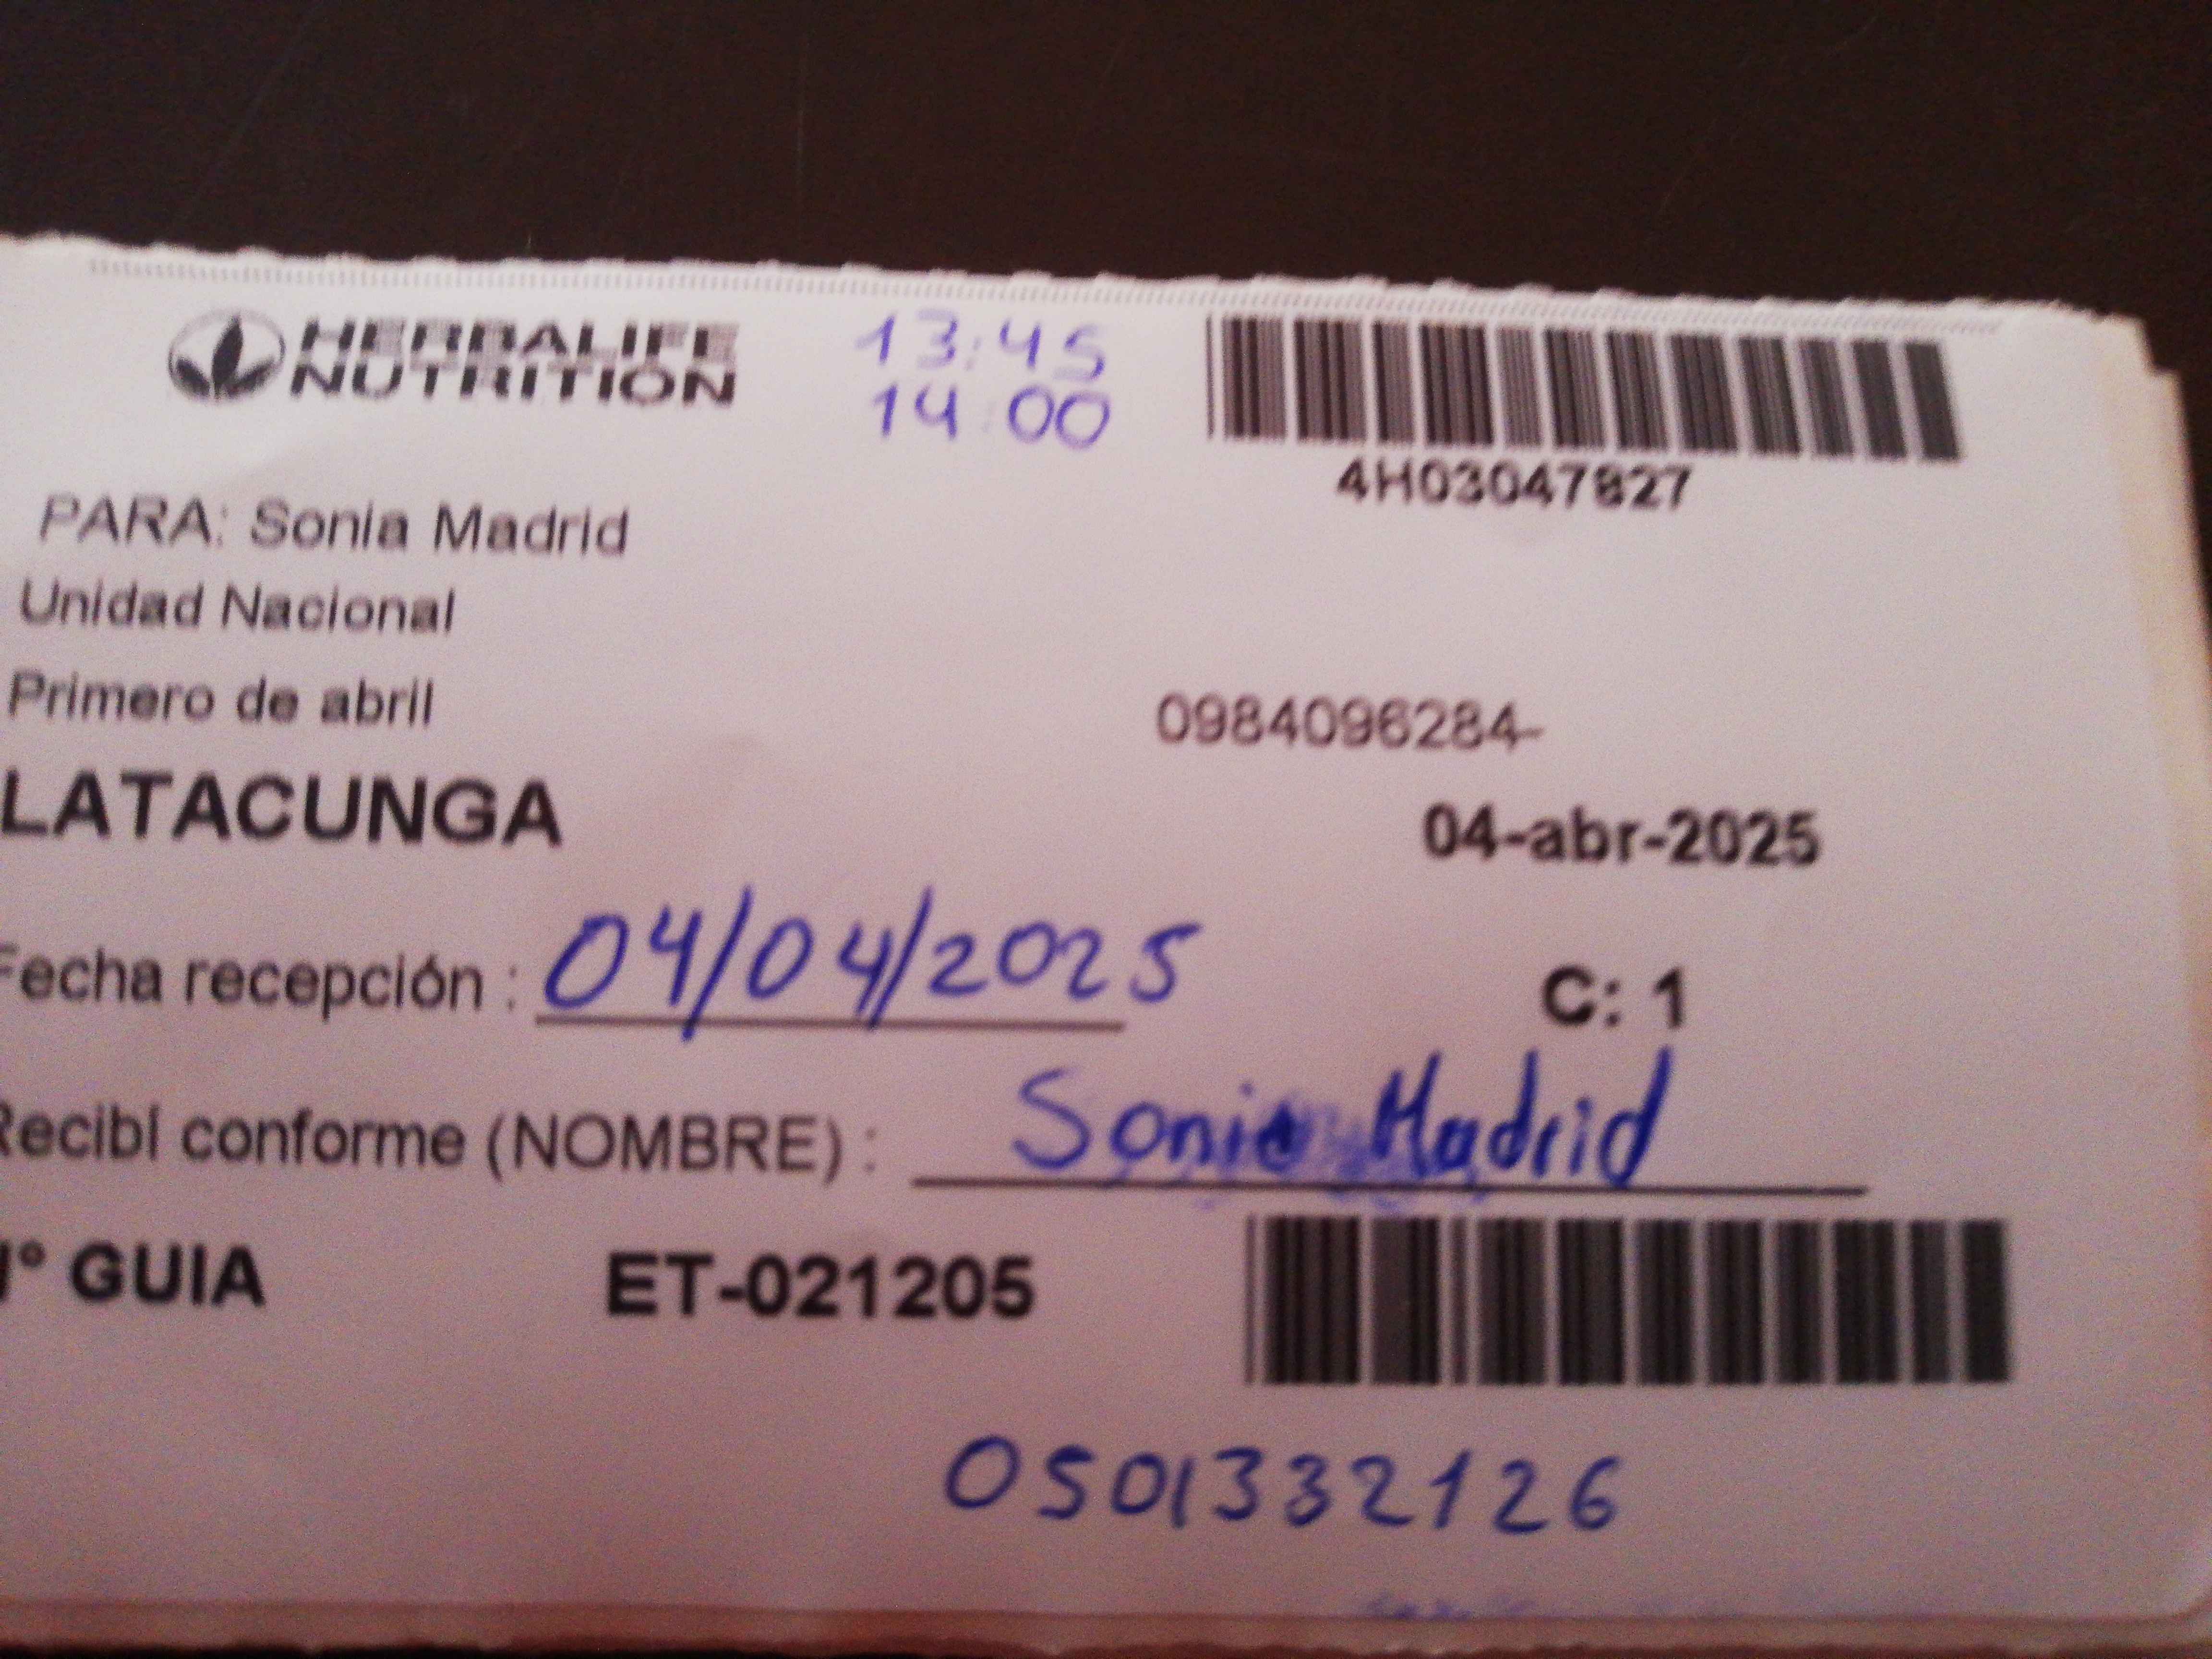 HERBALIFE
NUTRITION
13:45
14:00
4H03047827
PARA: Sonia Madrid
Unidad Nacional
Primero de abril
0984096284-
LATACUNGA
04-abr-2025
Fecha recepción : 04/04/2025
C: 1
Recibí conforme (NOMBRE) : Sonia Madrid
N° GUIA ET-021205
0501332126